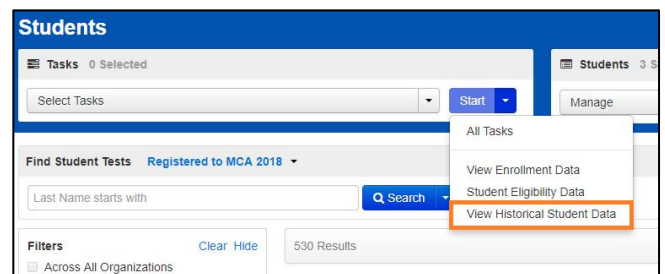 Students
Tasks 0 Selected
Students 3 S
Select Tasks
Start
Manage
All Tasks
View Enrollment Data
Student Eligibility Data
View Historical Student Data
Find Student Tests Registered to MCA 2018
Last Name starts with
Search
Filters Clear Hide
530 Results
Across All Organizations